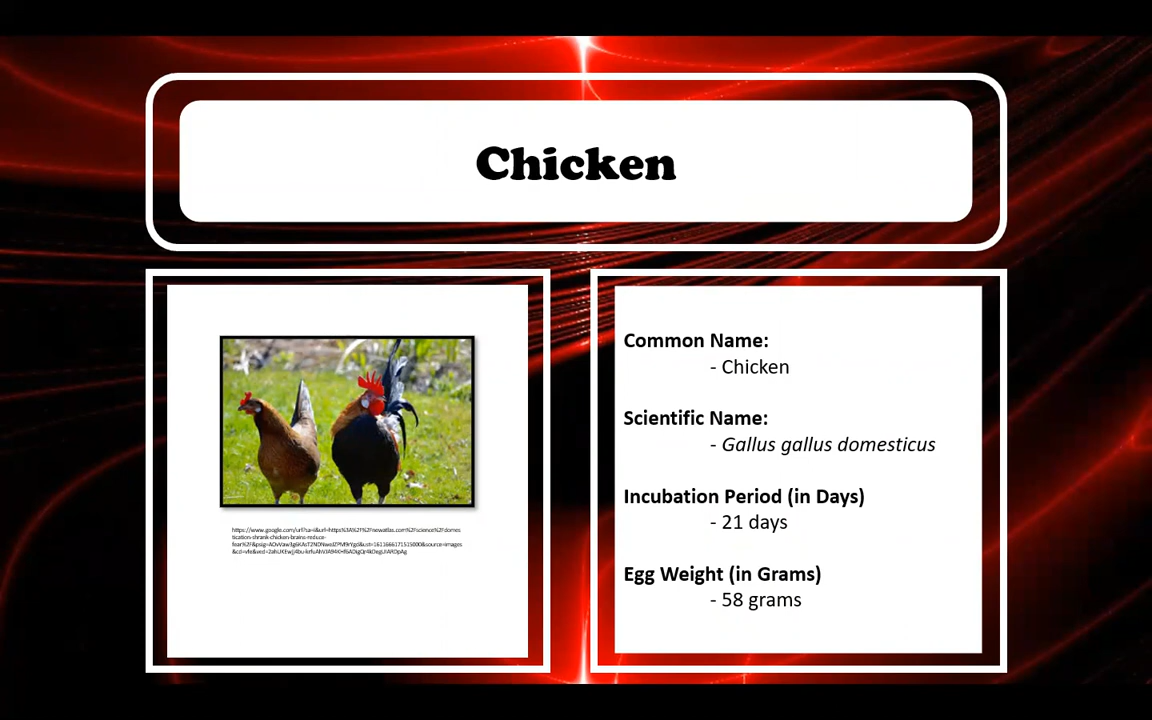 Chicken
Common Name:
- Chicken
Scientific Name:
- Gallus gallus domesticus
Incubation Period (in Days)
- 21 days
Egg Weight (in Grams)
- 58 grams